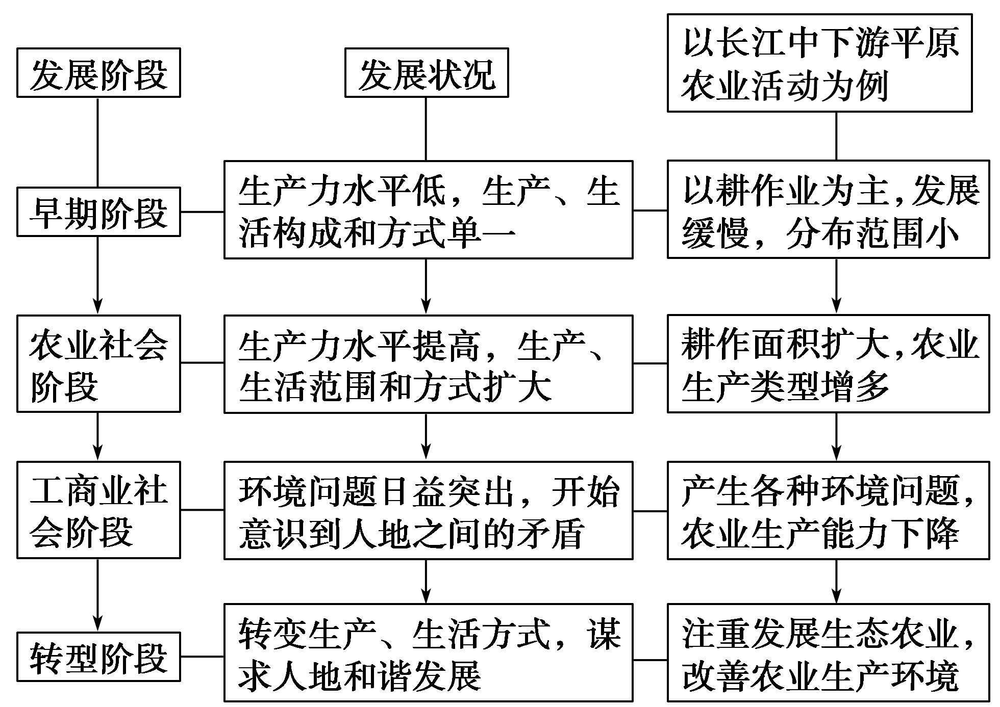 发展阶段
发展状况
以长江中下游平原
农业活动为例
早期阶段
生产力水平低，生产、生
活构成和方式单一
以耕作业为主，发展
缓慢，分布范围小
农业社会
阶段
生产力水平提高，生产、
生活范围和方式扩大
耕作面积扩大，农业
生产类型增多
工商业社
会阶段
环境问题日益突出，开始
意识到人地之间的矛盾
产生各种环境问题，
农业生产能力下降
转型阶段
转变生产、生活方式，谋
求人地和谐发展
注重发展生态农业，
改善农业生产环境